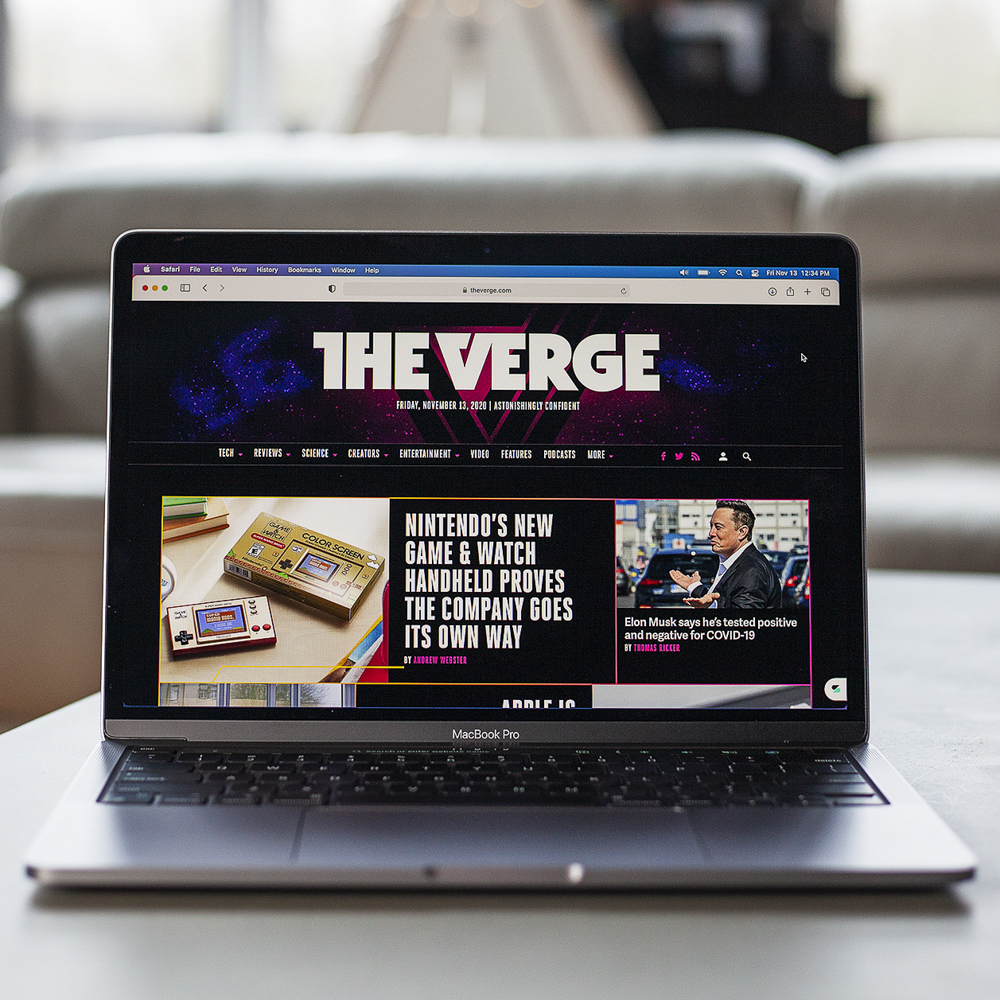 Safari File Edit View History Bookmarks Window Help
Fri Nov 13 12:34 PM
theverge.com
THE VERGE
FRIDAY, NOVEMBER 13, 2020 | ASTONISHINGLY CONFIDENT
TECH REVIEWS SCIENCE CREATORS ENTERTAINMENT VIDEO FEATURES PODCASTS MORE
GAME &
WATCH
COLOR SCREEN
SUPER
MARIO BROS.
NINTENDO'S NEW
GAME & WATCH
HANDHELD PROVES
THE COMPANY GOES
ITS OWN WAY
BY ANDREW WEBSTER
Elon Musk says he's tested positive
and negative for COVID-19
BY THOMAS RICKER
APPLE IS
MacBook Pro